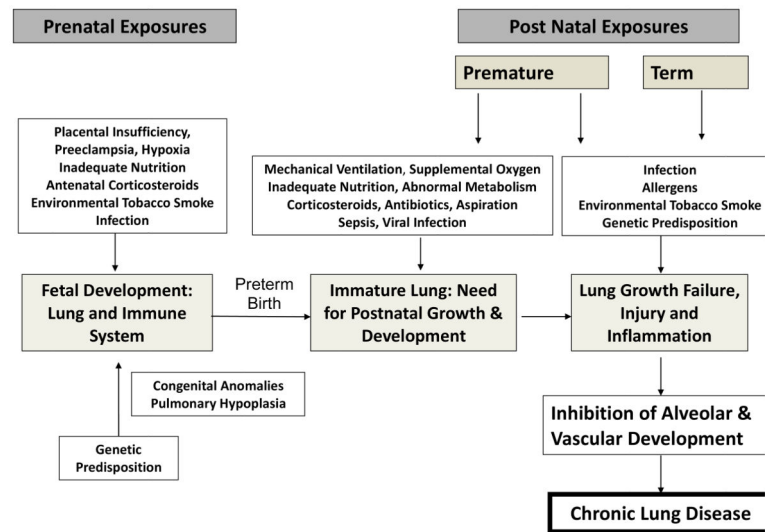 Prenatal Exposures
Post Natal Exposures
Premature
Term
Placental Insufficiency,
Preeclampsia, Hypoxia
Inadequate Nutrition
Antenatal Corticosteroids
Environmental Tobacco Smoke
Infection
Mechanical Ventilation, Supplemental Oxygen
Inadequate Nutrition, Abnormal Metabolism
Corticosteroids, Antibiotics, Aspiration
Sepsis, Viral Infection
Infection
Allergens
Environmental Tobacco Smoke
Genetic Predisposition
Fetal Development:
Lung and Immune
System
Preterm
Birth
Immature Lung: Need
for Postnatal Growth &
Development
Lung Growth Failure,
Injury and
Inflammation
Congenital Anomalies
Pulmonary Hypoplasia
Genetic
Predisposition
Inhibition of Alveolar &
Vascular Development
Chronic Lung Disease